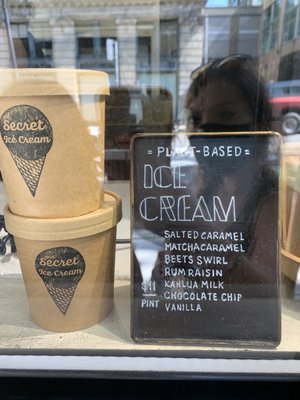 Secret
Ice cream
Secret
Ice cream
= PLANT-BASED =
ICE
CREAM
SALTED CARAMEL
MATCHACARAMEL
BEETS SWIRL
RUM RAISIN
KAHLUA MILK
CHOCOLATE CHIP
VANILLA
$11
PINT